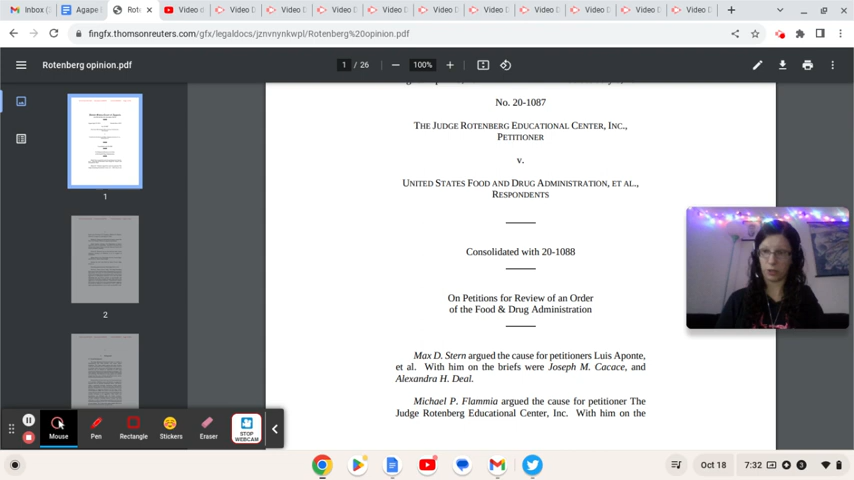 Inbox (
Agape
Rote
Video d
Video D
Video D
Video D
Video D
Video D
Video D
Video D
Video D
Video D
Video D
fingfx.thomsonreuters.com/gfx/legaldocs/jznvnynkwpl/Rotenberg%20opinion.pdf
Rotenberg opinion.pdf
1 / 26
100%
No. 20-1087
THE JUDGE ROTENBERG EDUCATIONAL CENTER, INC.,
PETITIONER
v.
UNITED STATES FOOD AND DRUG ADMINISTRATION, ET AL.,
RESPONDENTS
Consolidated with 20-1088
On Petitions for Review of an Order
of the Food & Drug Administration
Max D. Stern argued the cause for petitioners Luis Aponte,
et al. With him on the briefs were Joseph M. Cacace, and
Alexandra H. Deal.
Michael P. Flammia argued the cause for petitioner The
Judge Rotenberg Educational Center, Inc. With him on the
1
2
Mouse
Pen
Rectangle
Stickers
Eraser
STOP
WEBCAM
Oct 18
7:32
3